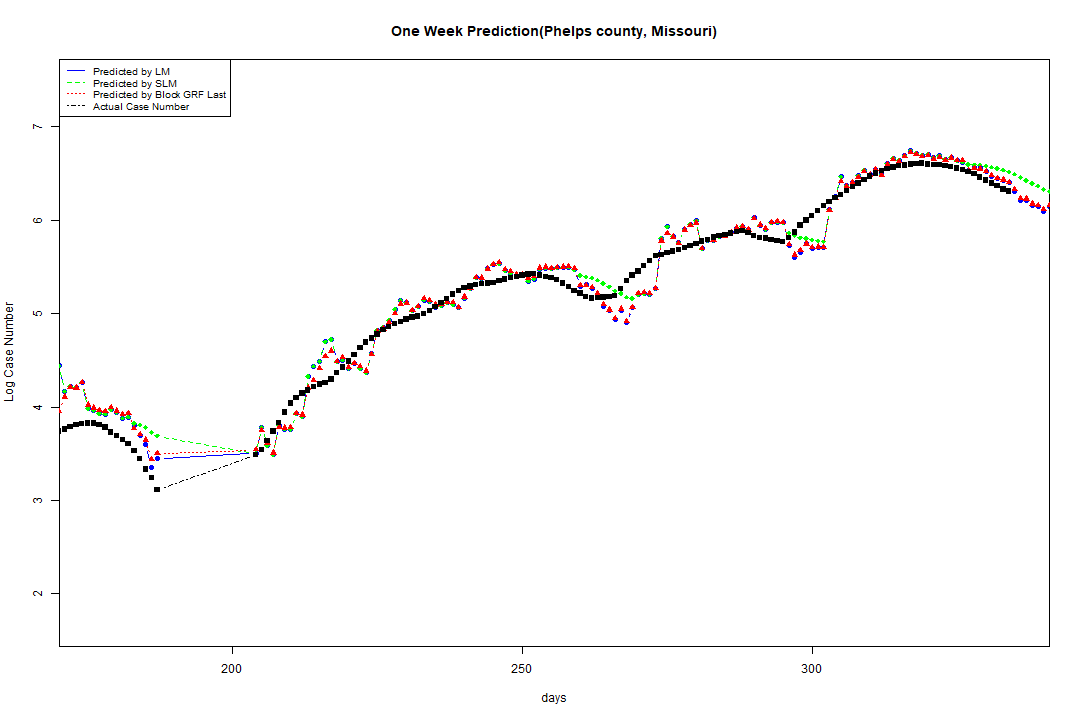 One Week Prediction(Phelps county, Missouri)
Predicted by LM
Predicted by SLM
Predicted by Block GRF Last
Actual Case Number
7
6
5
4
3
2
Log Case Number
200 250 300
days